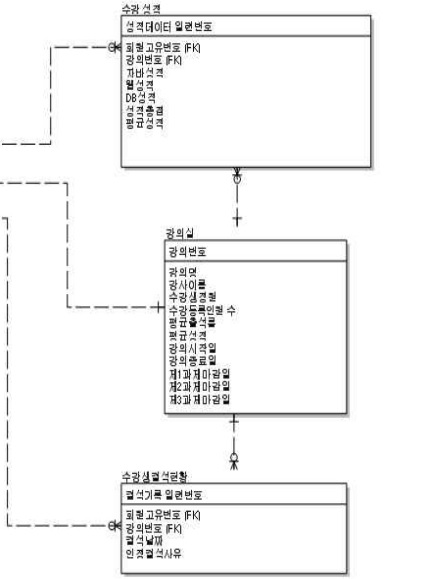 수강 성적
성적데이터 일련번호
회원고유번호 (FK)
강의번호 (FK)
자바성적
웹성적
DB성적
성적총점
평균성적
강의실
강의번호
강의명
강사이름
수강생정원
수강등록인원 수
평균출석률
평균성적
강의시작일
강의종료일
제1과제마감일
제2과제마감일
제3과제마감일
수강생결석현황
결석기록 일련번호
회원고유번호 (FK)
강의번호 (FK)
결석날짜
인정결석사유